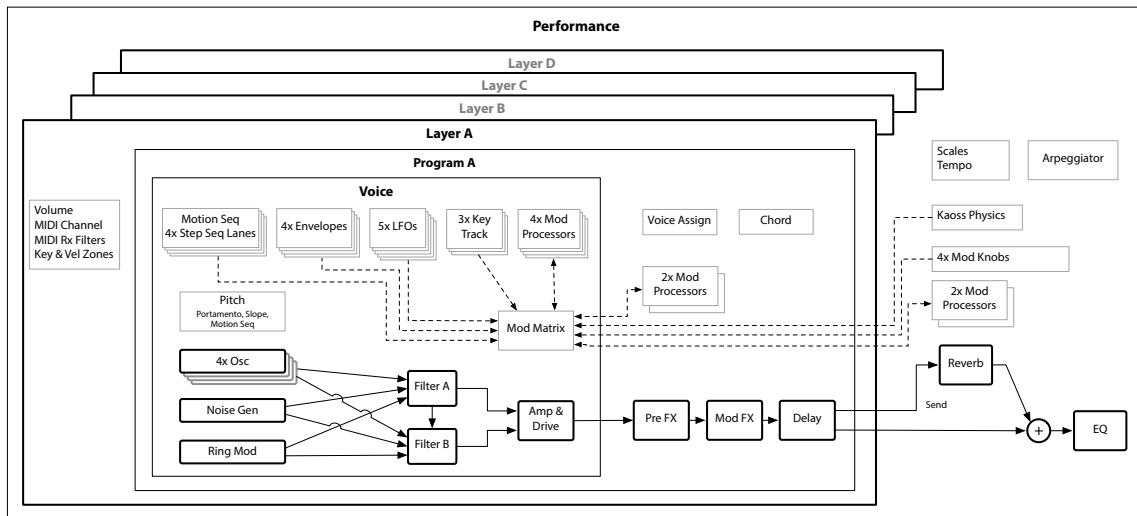 Performance
Layer D
Layer C
Layer B
Layer A
Program A
Voice
Volume
MIDI Channel
MIDI Rx Filters
Key & Vel Zones
Motion Seq
4x Step Seq Lanes
4x Envelopes
5x LFOs
3x Key
Track
4x Mod
Processors
Voice Assign
Chord
Scales
Tempo
Arpeggiator
Kaoss Physics
4x Mod Knobs
2x Mod
Processors
2x Mod
Processors
Pitch
Portamento, Slope,
Motion Seq
Mod Matrix
4x Osc
Noise Gen
Ring Mod
Filter A
Filter B
Amp &
Drive
Pre FX
Mod FX
Delay
Send
Reverb
+
EQ